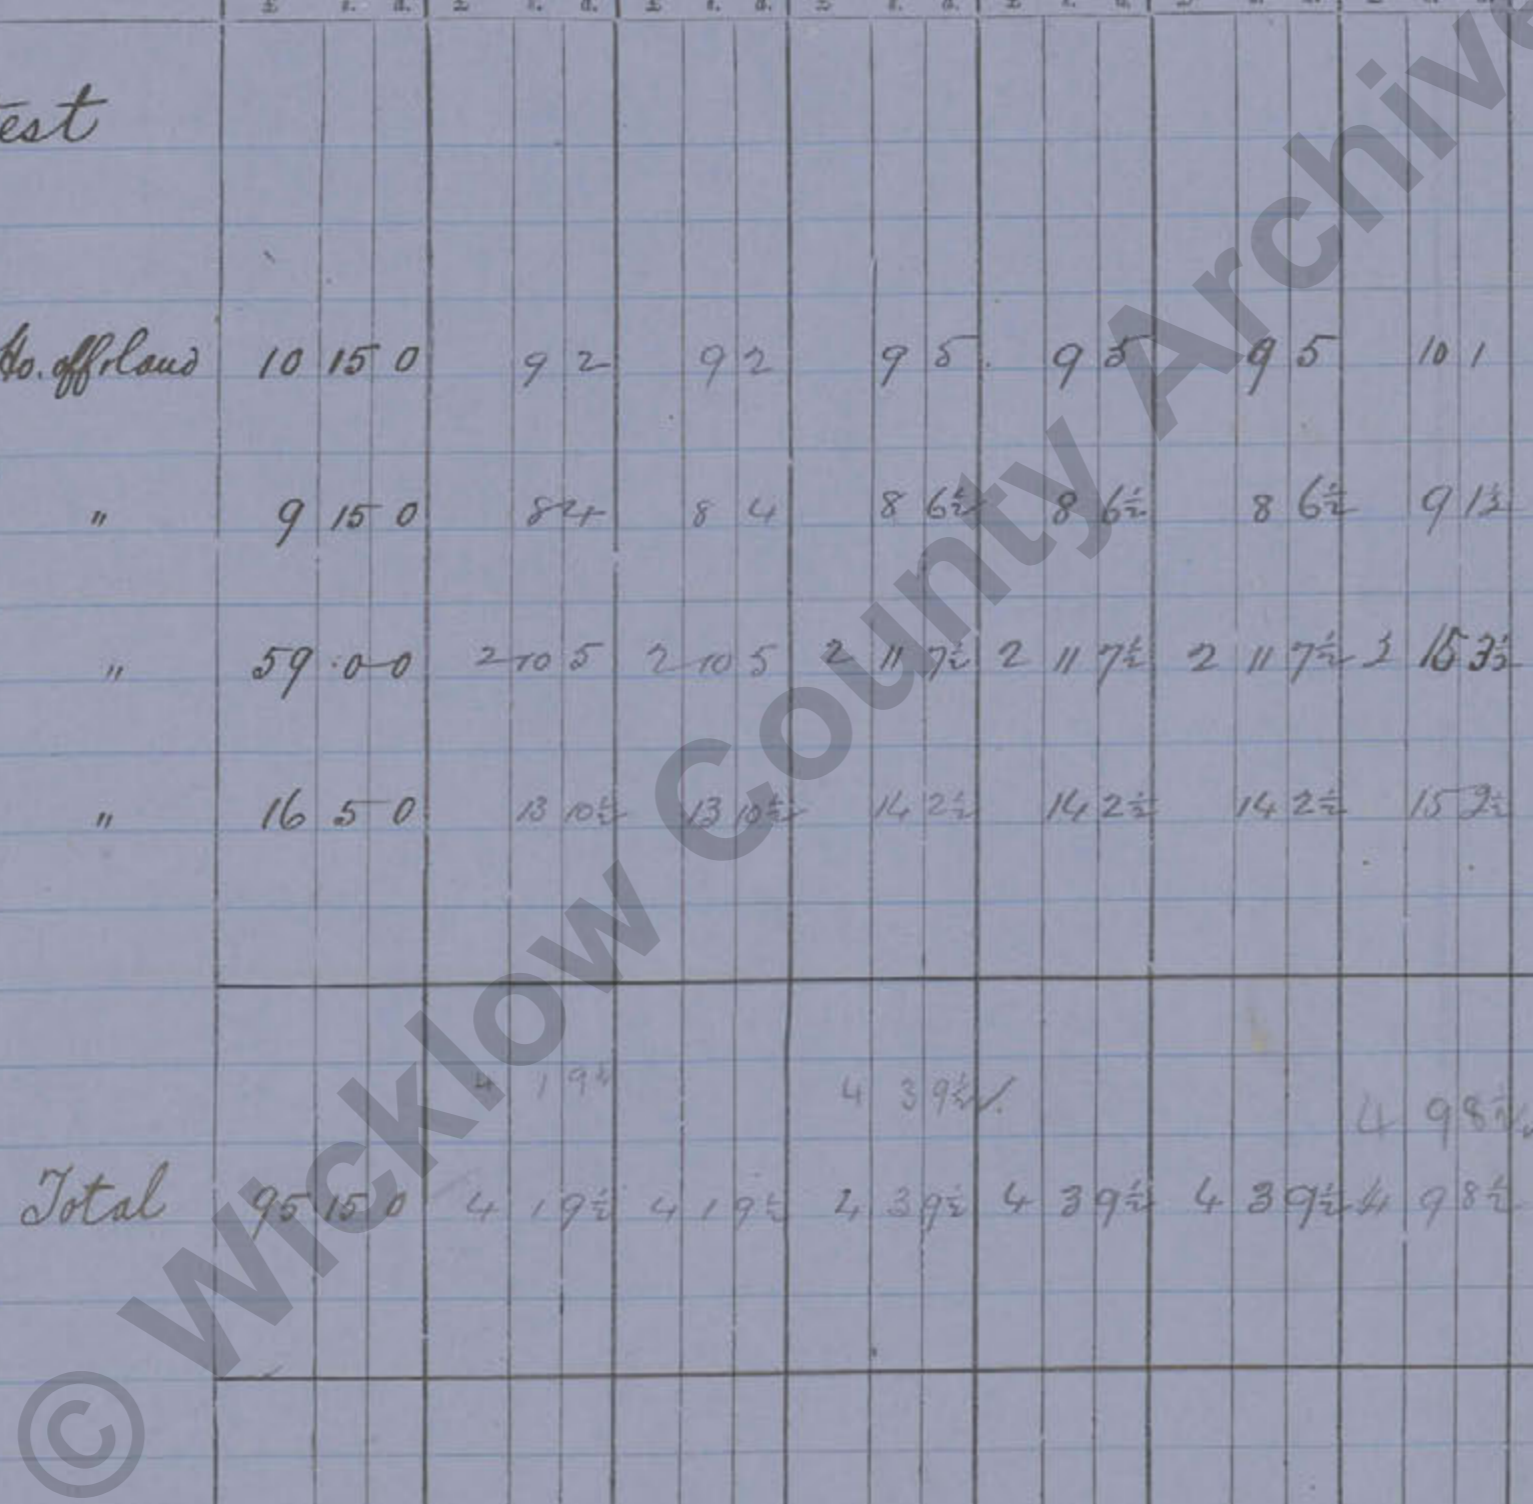 £ s. d. £ s. d. £ s. d. £ s. d. £ s. d. £ s. d. £ s. d.
est
Ho. off & land 10 15 0 9 2 9 2 9 5 9 5 9 5 10 1
" 9 15 0 8 4 8 4 8 6½ 8 6½ 8 6½ 9 1½
" 59 0 0 2 10 5 2 10 5 2 11 7½ 2 11 7½ 2 11 7½ 2 15 3½
" 16 5 0 13 10½ 13 10½ 14 2½ 14 2½ 14 2½ 15 2½
4 1 9½ 4 3 9½ ✓ 4 9 8½
Total 95 15 0 4 1 9½ 4 1 9½ 4 3 9½ 4 3 9½ 4 3 9½ 4 9 8½
© Wicklow County Archive